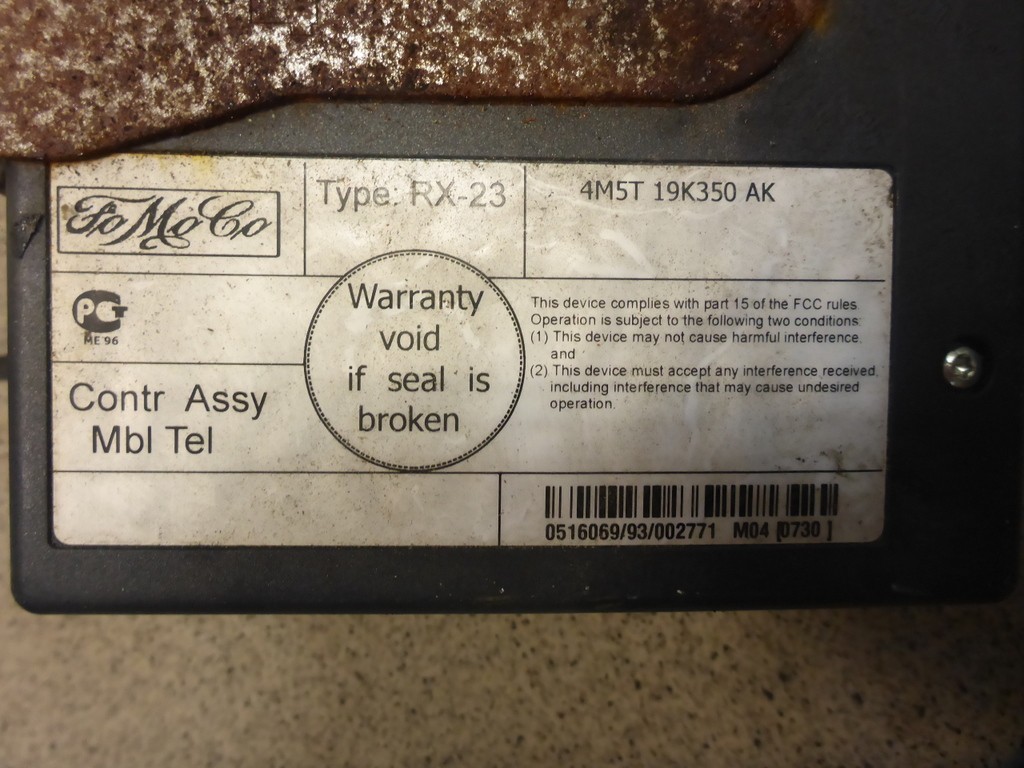 FoMoCo
Type: RX-23
4M5T 19K350 AK
PG
ME 96
Warranty
void
if seal is
broken
This device complies with part 15 of the FCC rules
Operation is subject to the following two conditions:
(1) This device may not cause harmful interference.
and
(2) This device must accept any interference received,
including interference that may cause undesired
operation.
Contr Assy
Mbl Tel
0516069/93/002771 M04 [0730 ]